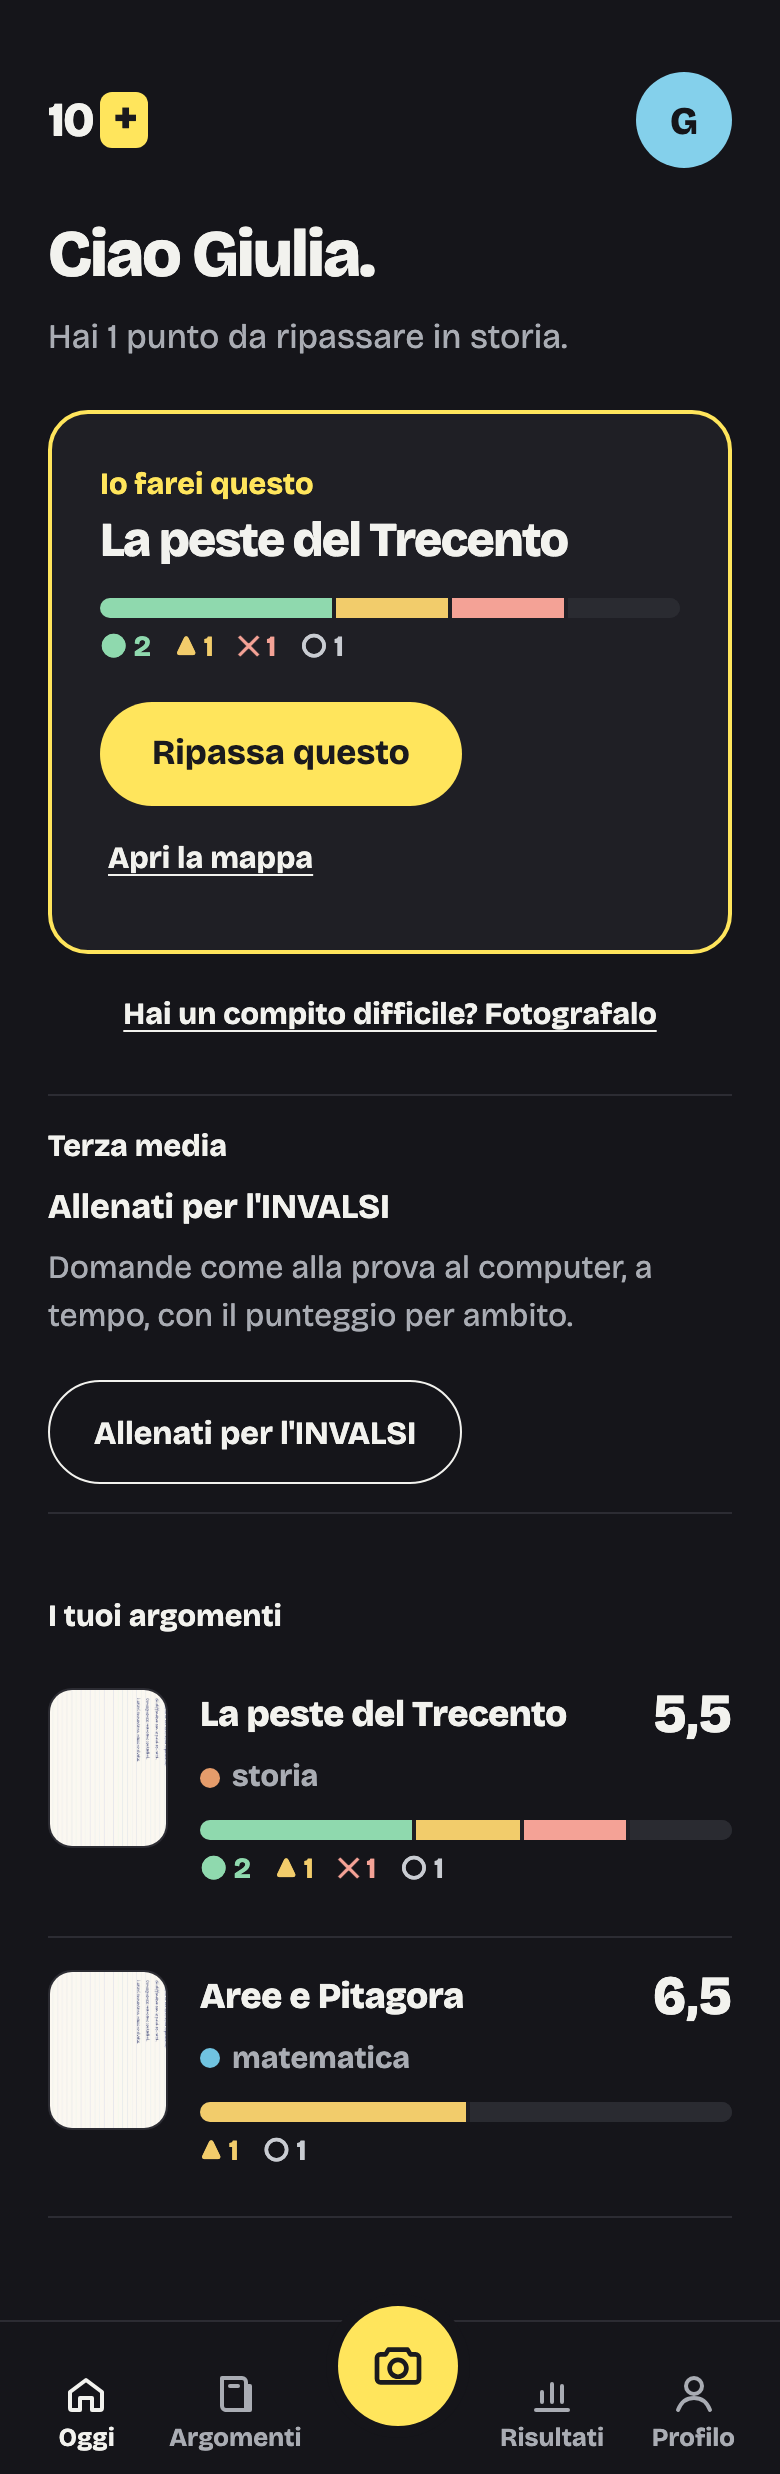 10 +
G
Ciao Giulia.
Hai 1 punto da ripassare in storia.
Io farei questo
La peste del Trecento
2 1 1 1
Ripassa questo
Apri la mappa
Hai un compito difficile? Fotografalo
Terza media
Allenati per l'INVALSI
Domande come alla prova al computer, a
tempo, con il punteggio per ambito.
Allenati per l'INVALSI
I tuoi argomenti
La peste del Trecento 5,5
storia
2 1 1 1
Aree e Pitagora 6,5
matematica
1 1
Oggi Argomenti Risultati Profilo